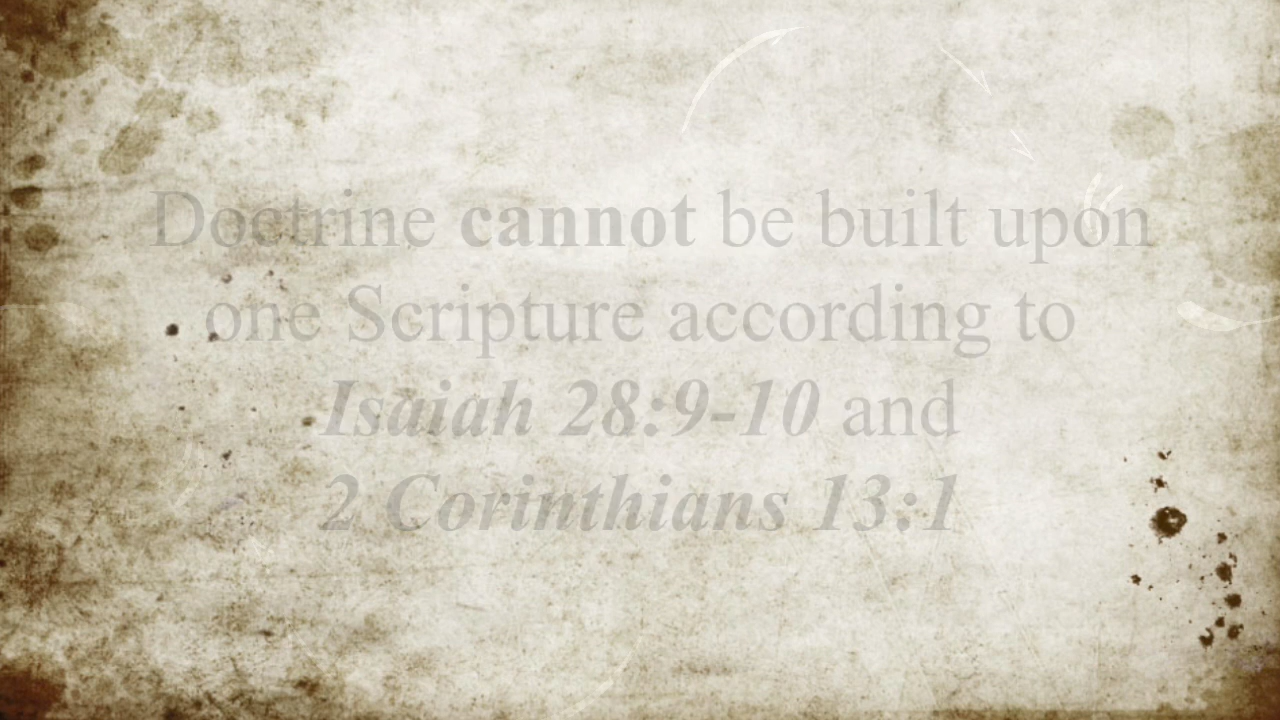 Doctrine cannot be built upon
one Scripture according to
Isaiah 28:9-10 and
2 Corinthians 13:1